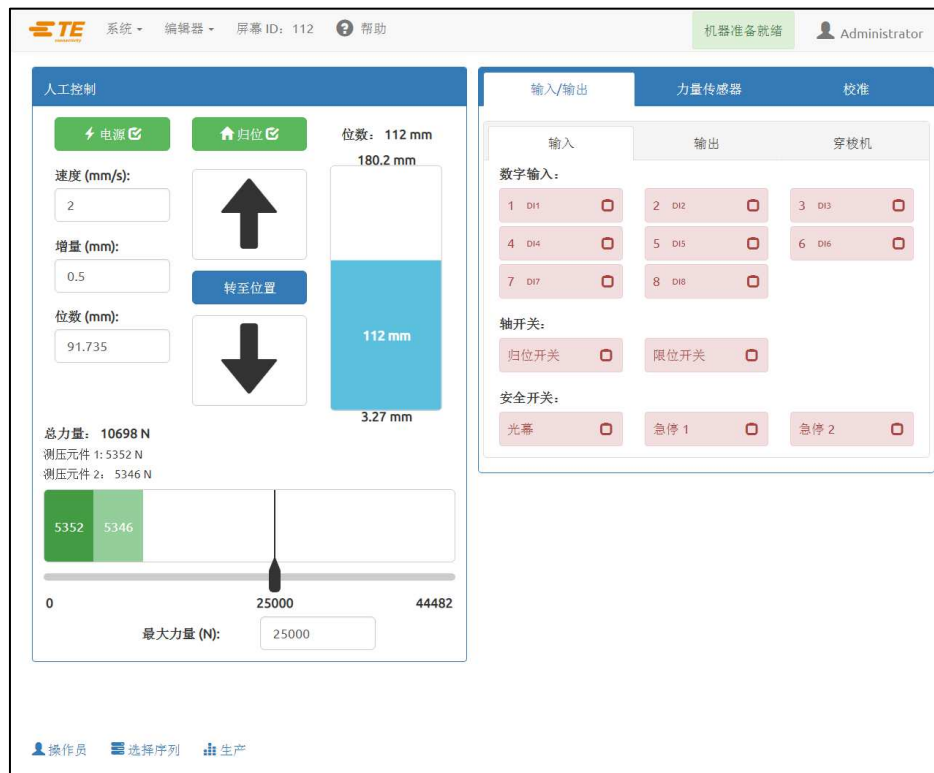 TE connectivity 系统 编辑器 屏幕 ID：112 帮助 机器准备就绪 Administrator
人工控制
电源 归位 位数： 112 mm
180.2 mm
速度 (mm/s):
2
增量 (mm):
0.5
转至位置
位数 (mm):
91.735
112 mm
3.27 mm
总力量： 10698 N
测压元件 1: 5352 N
测压元件 2： 5346 N
5352 5346
0 25000 44482
最大力量 (N): 25000
输入/输出 力量传感器 校准
输入 输出 穿梭机
数字输入：
1 DI1 2 DI2 3 DI3
4 DI4 5 DI5 6 DI6
7 DI7 8 DI8
轴开关：
归位开关 限位开关
安全开关：
光幕 急停 1 急停 2
操作员 选择序列 生产